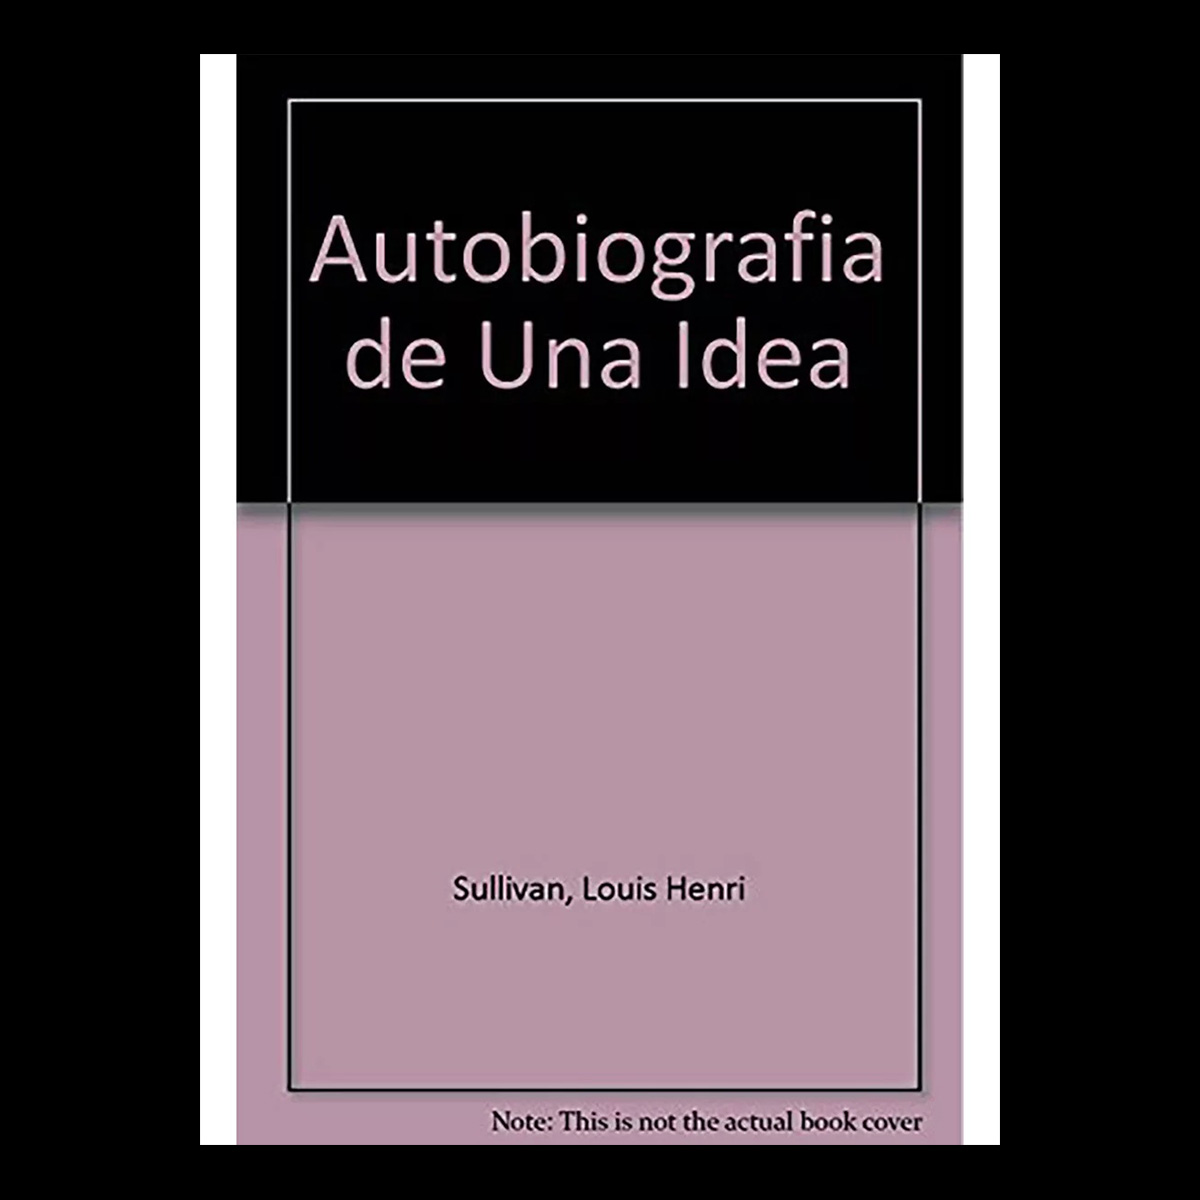 Autobiografia
de Una Idea
Sullivan, Louis Henri
Note: This is not the actual book cover